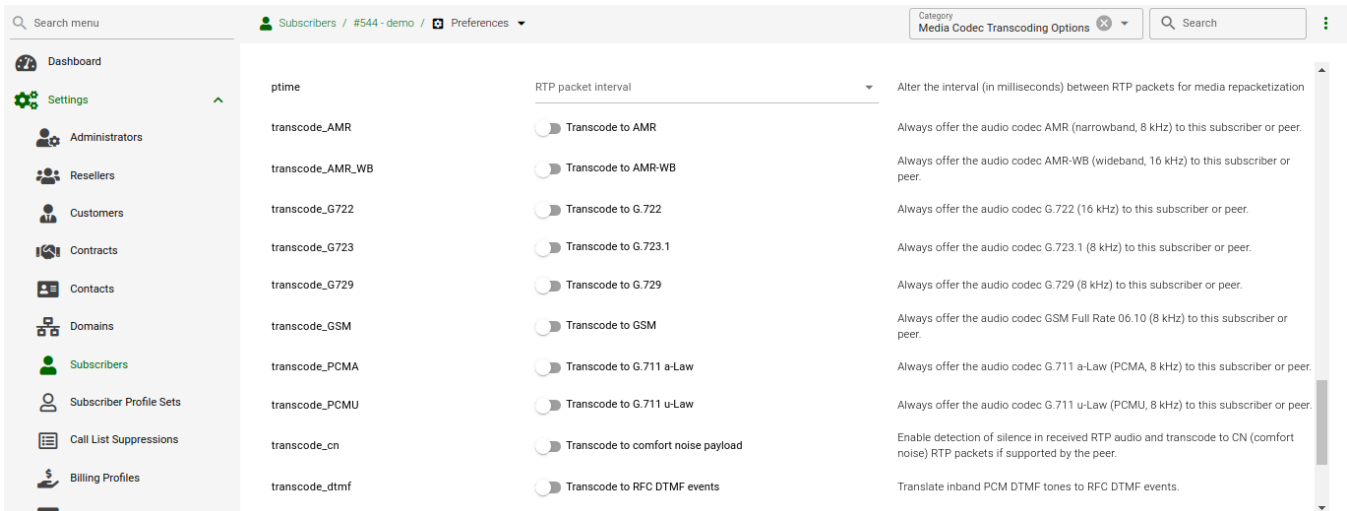 Search menu
Subscribers / #544 - demo / Preferences
Category
Media Codec Transcoding Options
Search
Dashboard
Settings
Administrators
Resellers
Customers
Contracts
Contacts
Domains
Subscribers
Subscriber Profile Sets
Call List Suppressions
Billing Profiles
ptime
RTP packet interval
Alter the interval (in milliseconds) between RTP packets for media repacketization
transcode_AMR
Transcode to AMR
Always offer the audio codec AMR (narrowband, 8 kHz) to this subscriber or peer.
transcode_AMR_WB
Transcode to AMR-WB
Always offer the audio codec AMR-WB (wideband, 16 kHz) to this subscriber or
peer.
transcode_G722
Transcode to G.722
Always offer the audio codec G.722 (16 kHz) to this subscriber or peer.
transcode_G723
Transcode to G.723.1
Always offer the audio codec G.723.1 (8 kHz) to this subscriber or peer.
transcode_G729
Transcode to G.729
Always offer the audio codec G.729 (8 kHz) to this subscriber or peer.
transcode_GSM
Transcode to GSM
Always offer the audio codec GSM Full Rate 06.10 (8 kHz) to this subscriber or
peer.
transcode_PCMA
Transcode to G.711 a-Law
Always offer the audio codec G.711 a-Law (PCMA, 8 kHz) to this subscriber or peer.
transcode_PCMU
Transcode to G.711 u-Law
Always offer the audio codec G.711 u-Law (PCMU, 8 kHz) to this subscriber or peer.
transcode_cn
Transcode to comfort noise payload
Enable detection of silence in received RTP audio and transcode to CN (comfort
noise) RTP packets if supported by the peer.
transcode_dtmf
Transcode to RFC DTMF events
Translate inband PCM DTMF tones to RFC DTMF events.